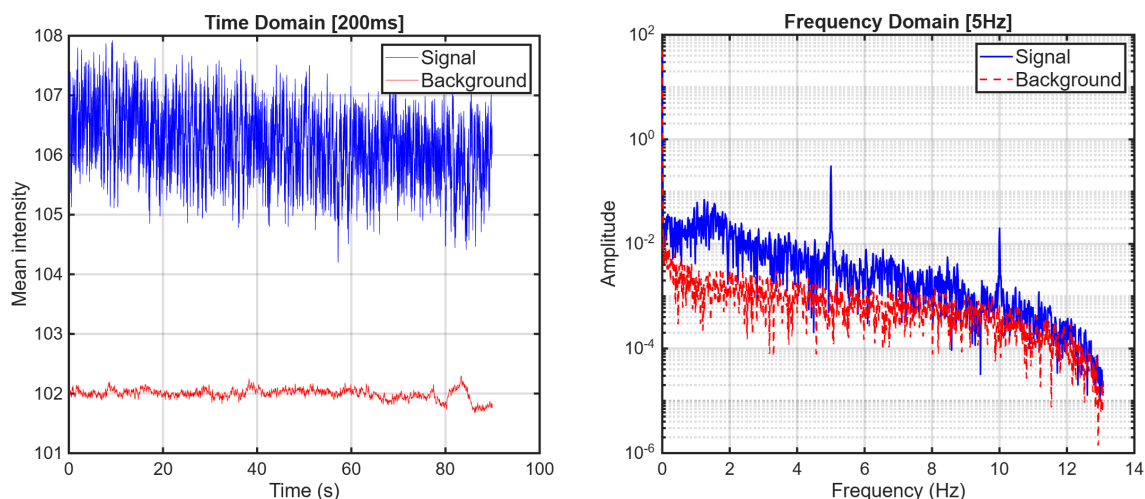 Time Domain [200ms]
108
107
106
105
104
103
102
101
Mean intensity
Signal
Background
0
20
40
60
80
100
Time (s)
Frequency Domain [5Hz]
10^2
10^0
10^-2
10^-4
10^-6
Amplitude
Signal
Background
0
2
4
6
8
10
12
14
Frequency (Hz)